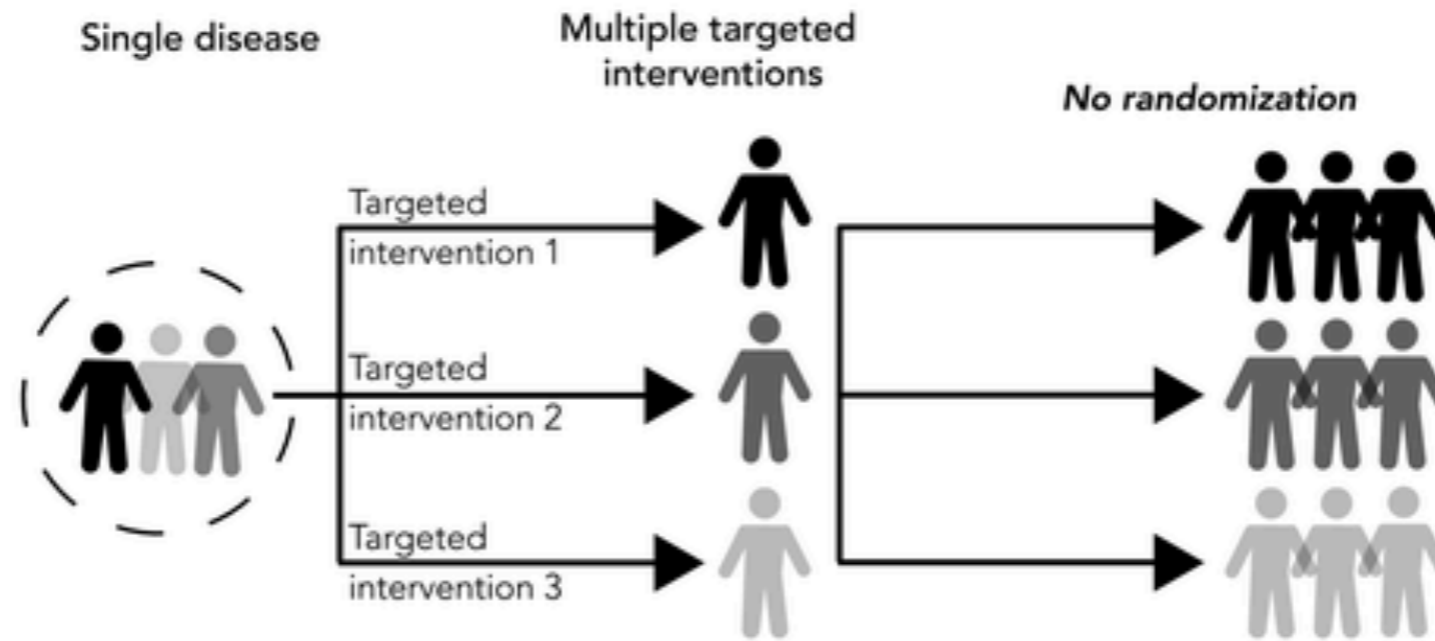 Single disease
Multiple targeted
interventions
No randomization
Targeted
intervention 1
Targeted
intervention 2
Targeted
intervention 3